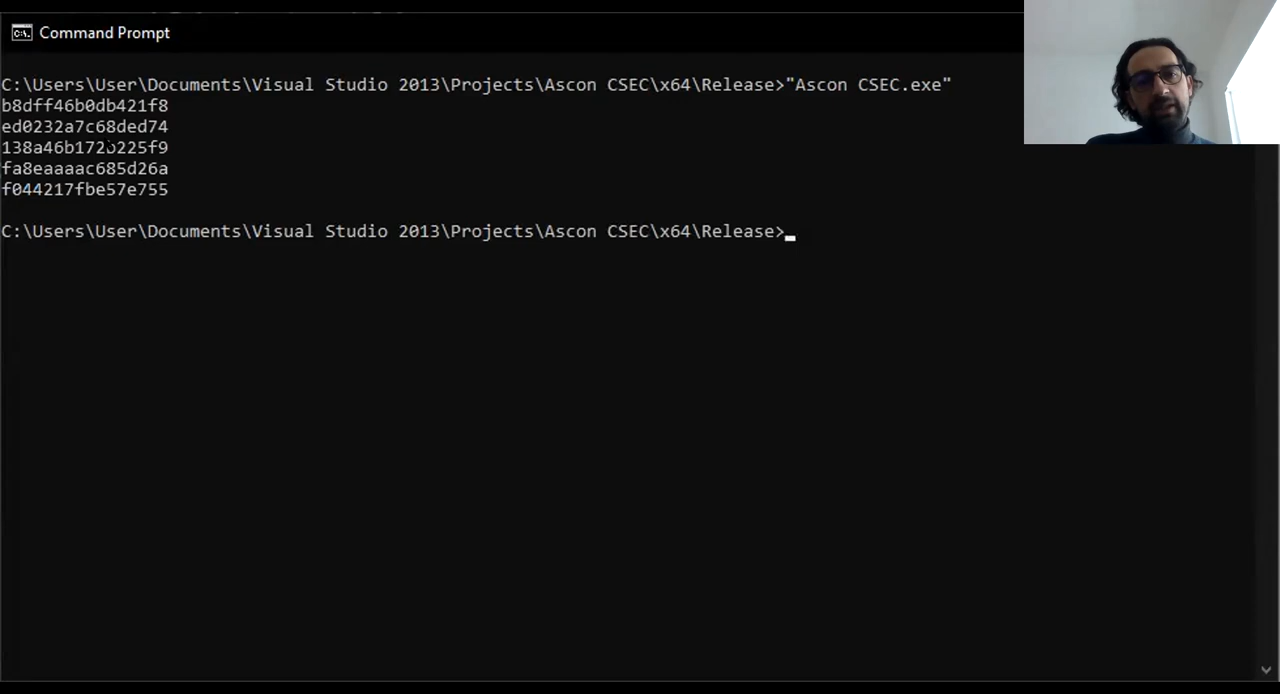 Command Prompt
C:\Users\User\Documents\Visual Studio 2013\Projects\Ascon CSEC\x64\Release>"Ascon CSEC.exe"
b8dff46b0db421f8
ed0232a7c68ded74
138a46b172b225f9
fa8eaaaac685d26a
f044217fbe57e755
C:\Users\User\Documents\Visual Studio 2013\Projects\Ascon CSEC\x64\Release>